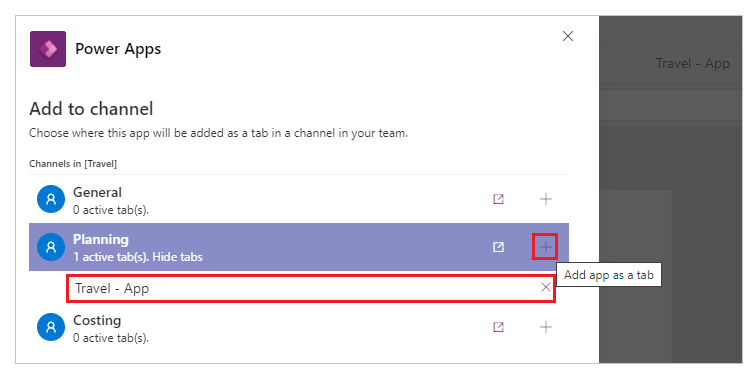 Power Apps
Travel - App
Add to channel
Choose where this app will be added as a tab in a channel in your team.
Channels in [Travel]
General
0 active tab(s).
Planning
1 active tab(s). Hide tabs
Add app as a tab
Travel - App
Costing
0 active tab(s).